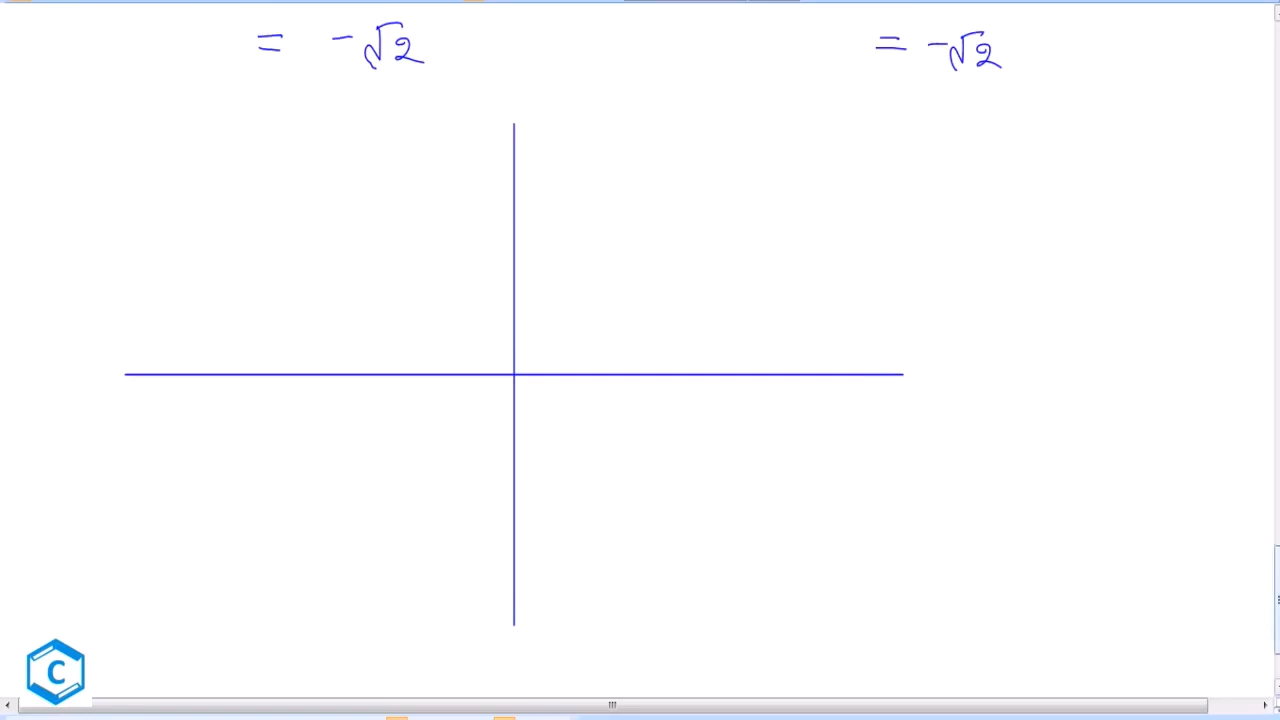 = -√2
= -√2
C